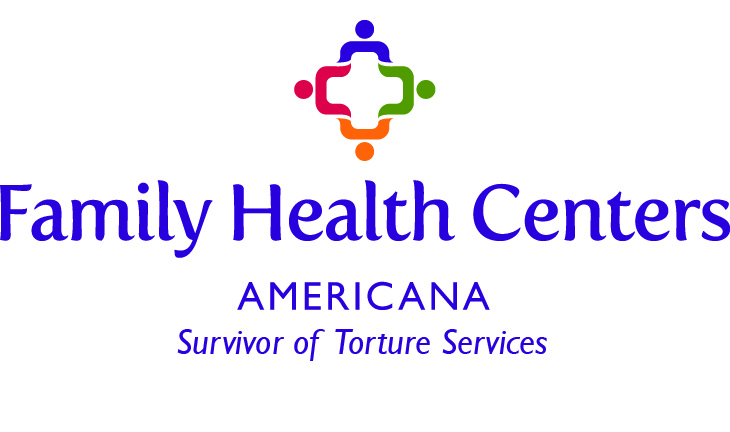 Family Health Centers
AMERICANA
Survivor of Torture Services